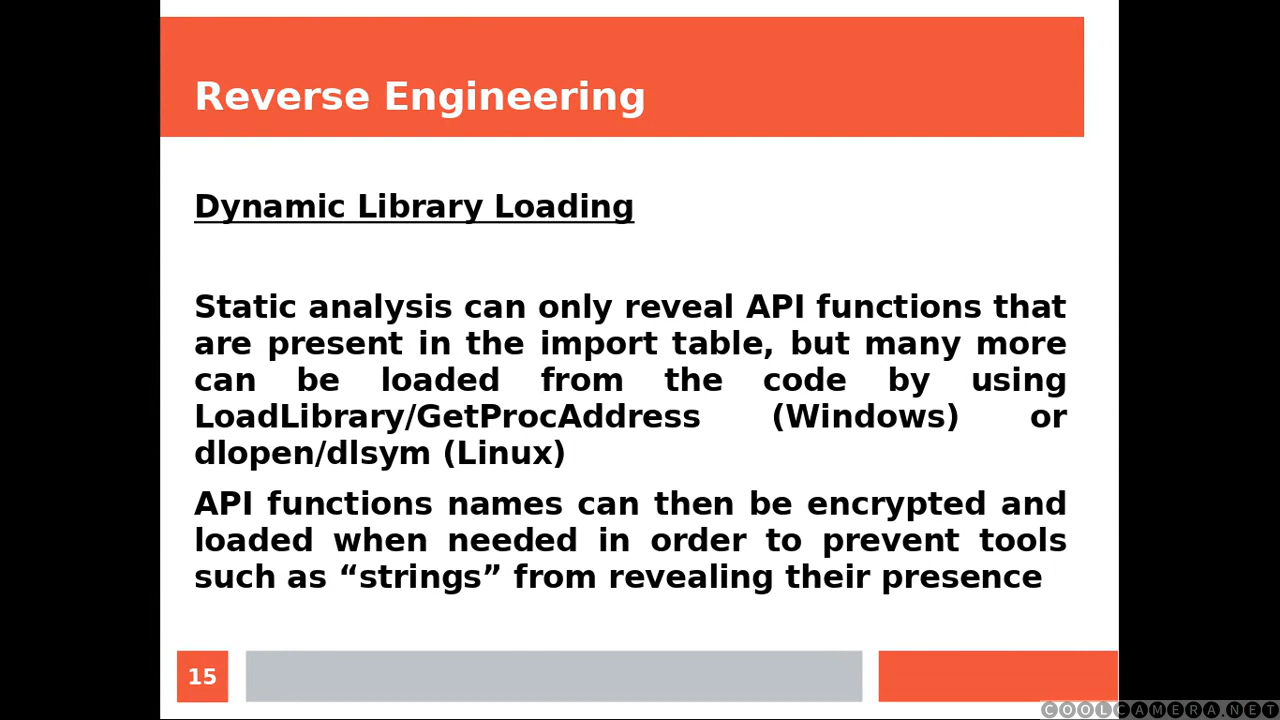 Reverse Engineering
Dynamic Library Loading
Static analysis can only reveal API functions that
are present in the import table, but many more
can be loaded from the code by using
LoadLibrary/GetProcAddress (Windows) or
dlopen/dlsym (Linux)
API functions names can then be encrypted and
loaded when needed in order to prevent tools
such as “strings” from revealing their presence
15
COOLCAMERA.NET